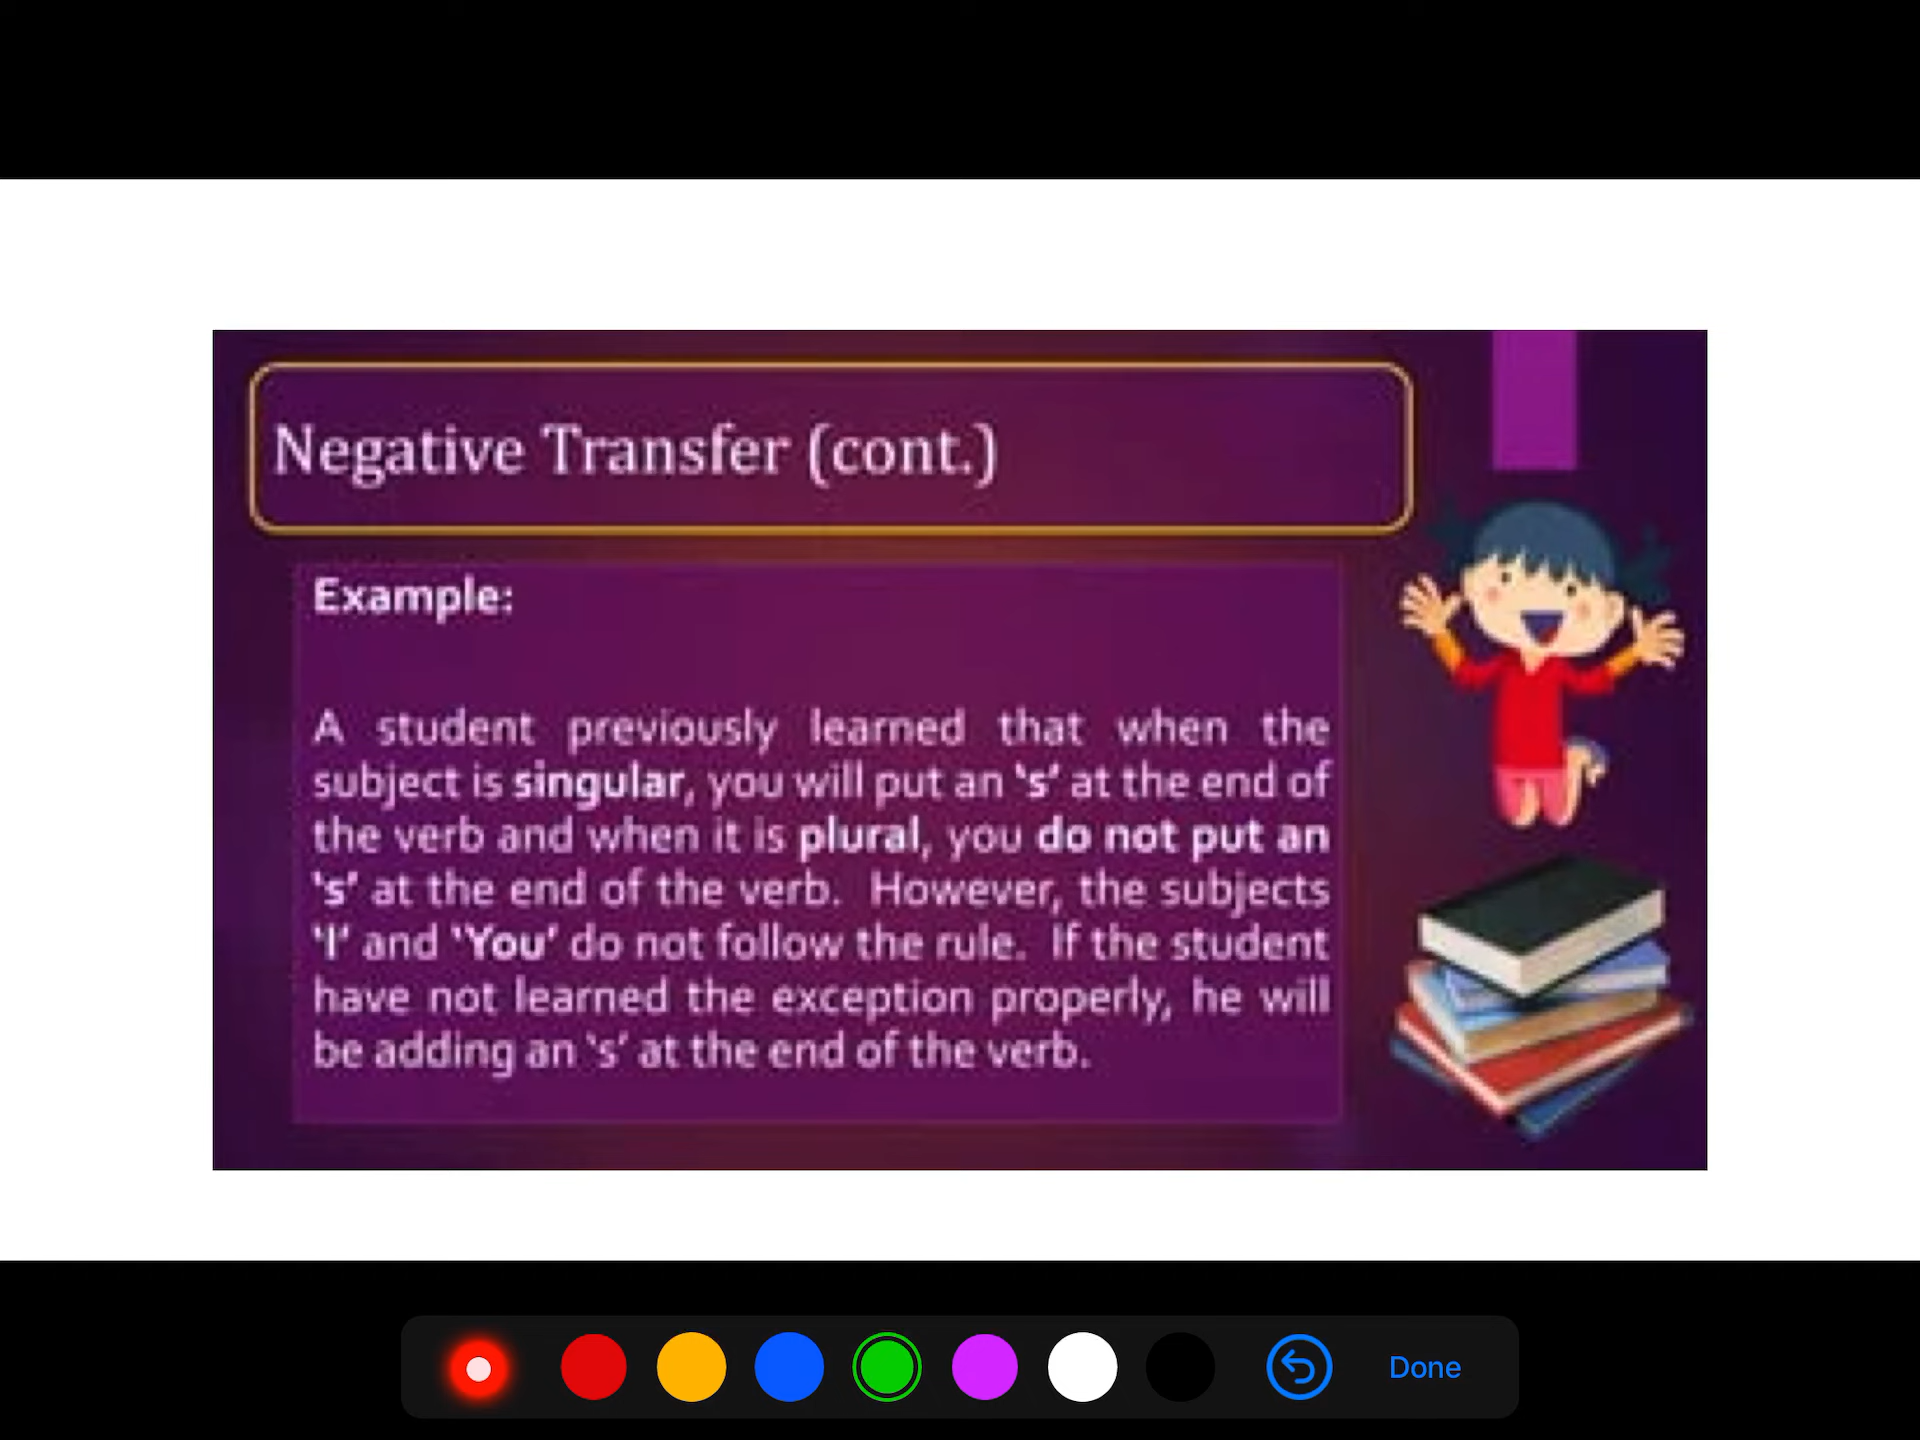 Negative Transfer (cont.)
Example:
A student previously learned that when the
subject is singular, you will put an ‘s’ at the end of
the verb and when it is plural, you do not put an
‘s’ at the end of the verb. However, the subjects
‘I’ and ‘You’ do not follow the rule. If the student
have not learned the exception properly, he will
be adding an ‘s’ at the end of the verb.
Done